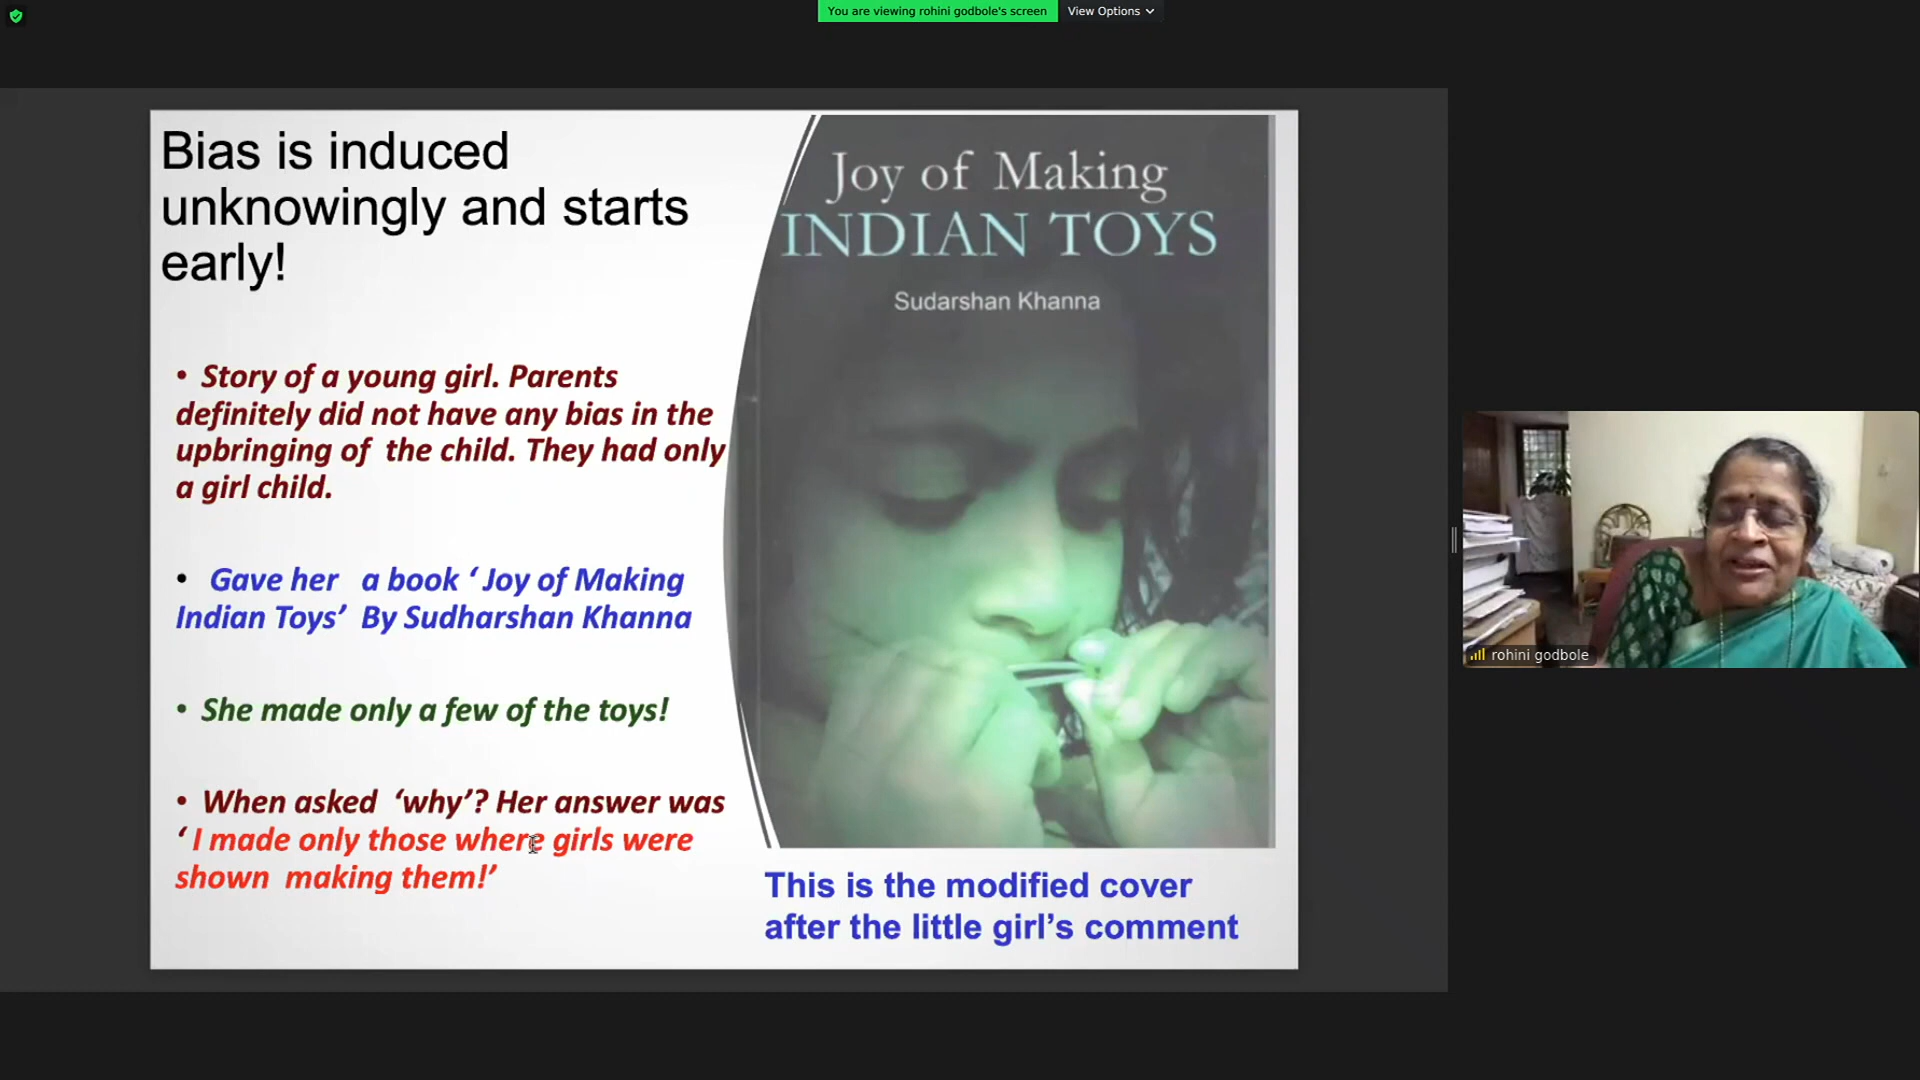 You are viewing rohini godbole's screen
View Options
Bias is induced
unknowingly and starts
early!
• Story of a young girl. Parents
definitely did not have any bias in the
upbringing of the child. They had only
a girl child.
• Gave her a book ‘ Joy of Making
Indian Toys’ By Sudharshan Khanna
• She made only a few of the toys!
• When asked ‘why’? Her answer was
‘ I made only those where girls were
shown making them!’
Joy of Making
INDIAN TOYS
Sudarshan Khanna
This is the modified cover
after the little girl’s comment
rohini godbole